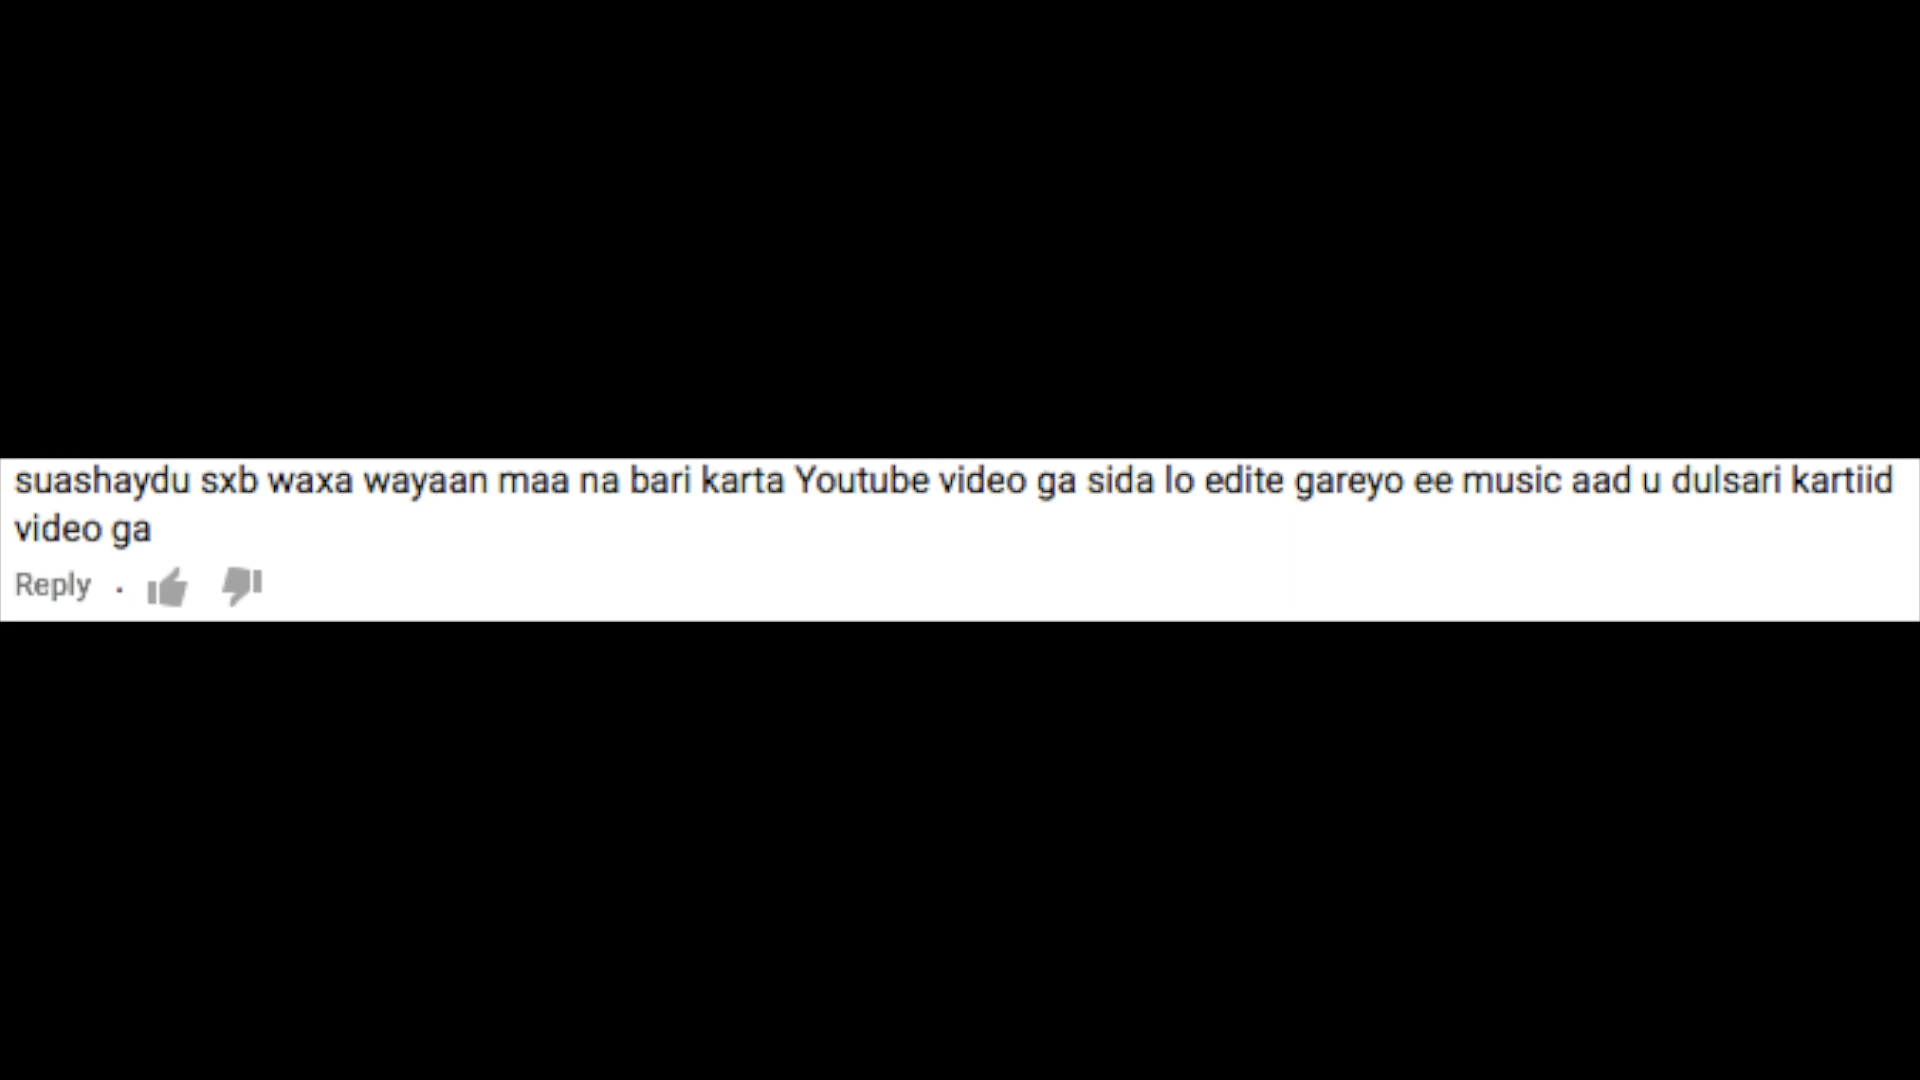 suashaydu sxb waxa wayaan maa na bari karta Youtube video ga sida lo edite gareyo ee music aad u dulsari kartiid
video ga
Reply .